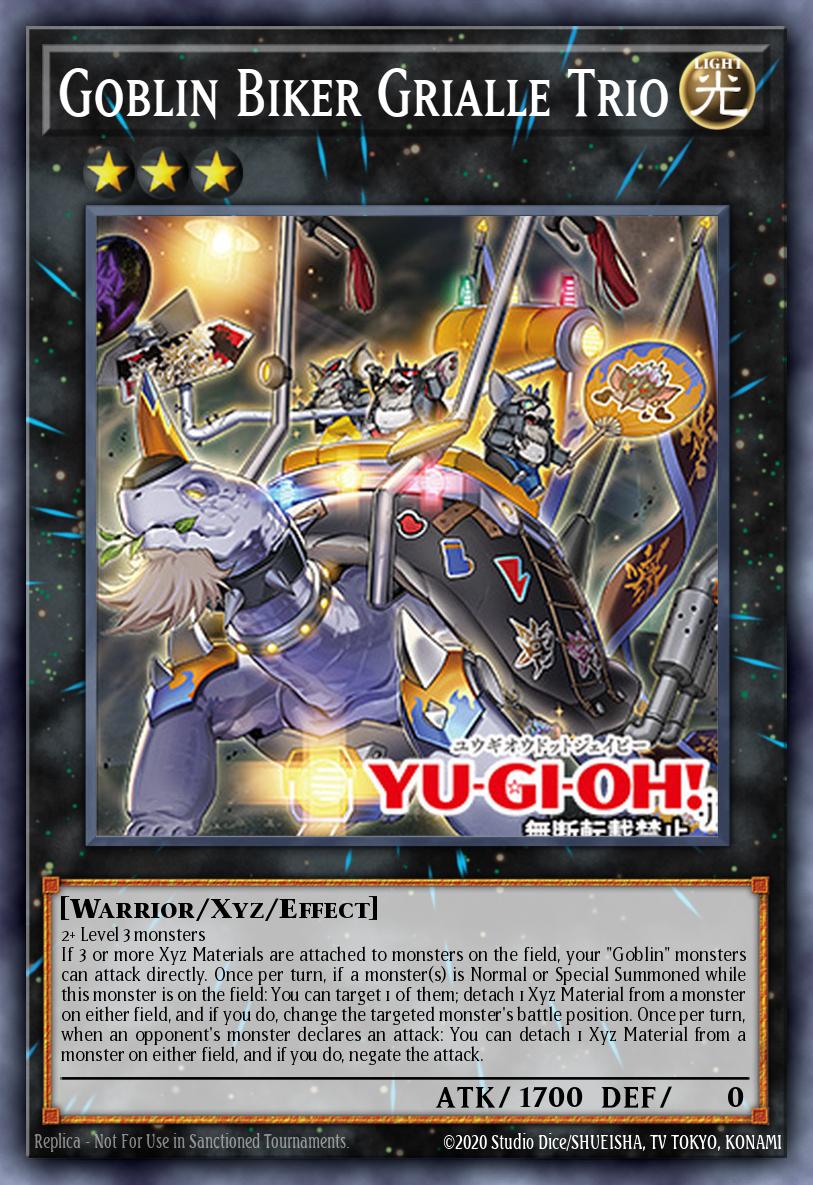 Goblin Biker Grialle Trio
LIGHT
光
ユウギオウドットジェイピー
YU-GI-OH!
無断転載禁止
[Warrior/Xyz/Effect]
2+ Level 3 monsters
If 3 or more Xyz Materials are attached to monsters on the field, your "Goblin" monsters
can attack directly. Once per turn, if a monster(s) is Normal or Special Summoned while
this monster is on the field: You can target 1 of them; detach 1 Xyz Material from a monster
on either field, and if you do, change the targeted monster's battle position. Once per turn,
when an opponent's monster declares an attack: You can detach 1 Xyz Material from a
monster on either field, and if you do, negate the attack.
ATK/ 1700 DEF/ 0
Replica - Not For Use in Sanctioned Tournaments.
©2020 Studio Dice/SHUEISHA, TV TOKYO, KONAMI